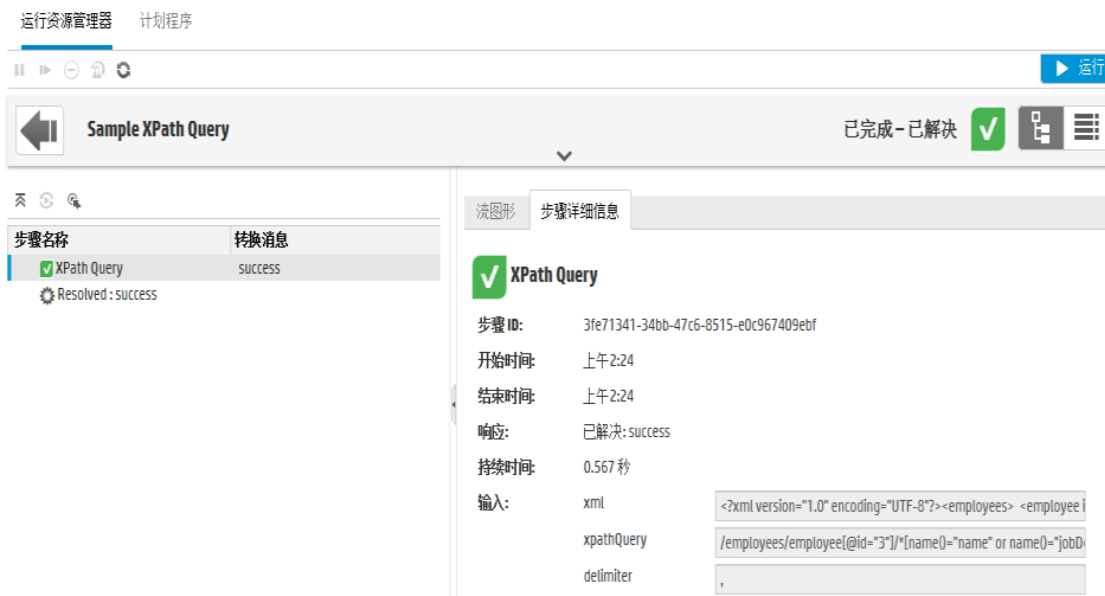 运行资源管理器 计划程序
运行
Sample XPath Query 已完成 – 已解决
流图形 步骤详细信息
步骤名称 转换消息
XPath Query success
Resolved : success
XPath Query
步骤 ID: 3fe71341-34bb-47c6-8515-e0c967409ebf
开始时间: 上午2:24
结束时间: 上午2:24
响应: 已解决: success
持续时间: 0.567 秒
输入: xml <?xml version="1.0" encoding="UTF-8"?><employees> <employee i
xpathQuery /employees/employee[@id="3"]/*[name()="name" or name()="jobD
delimiter ,